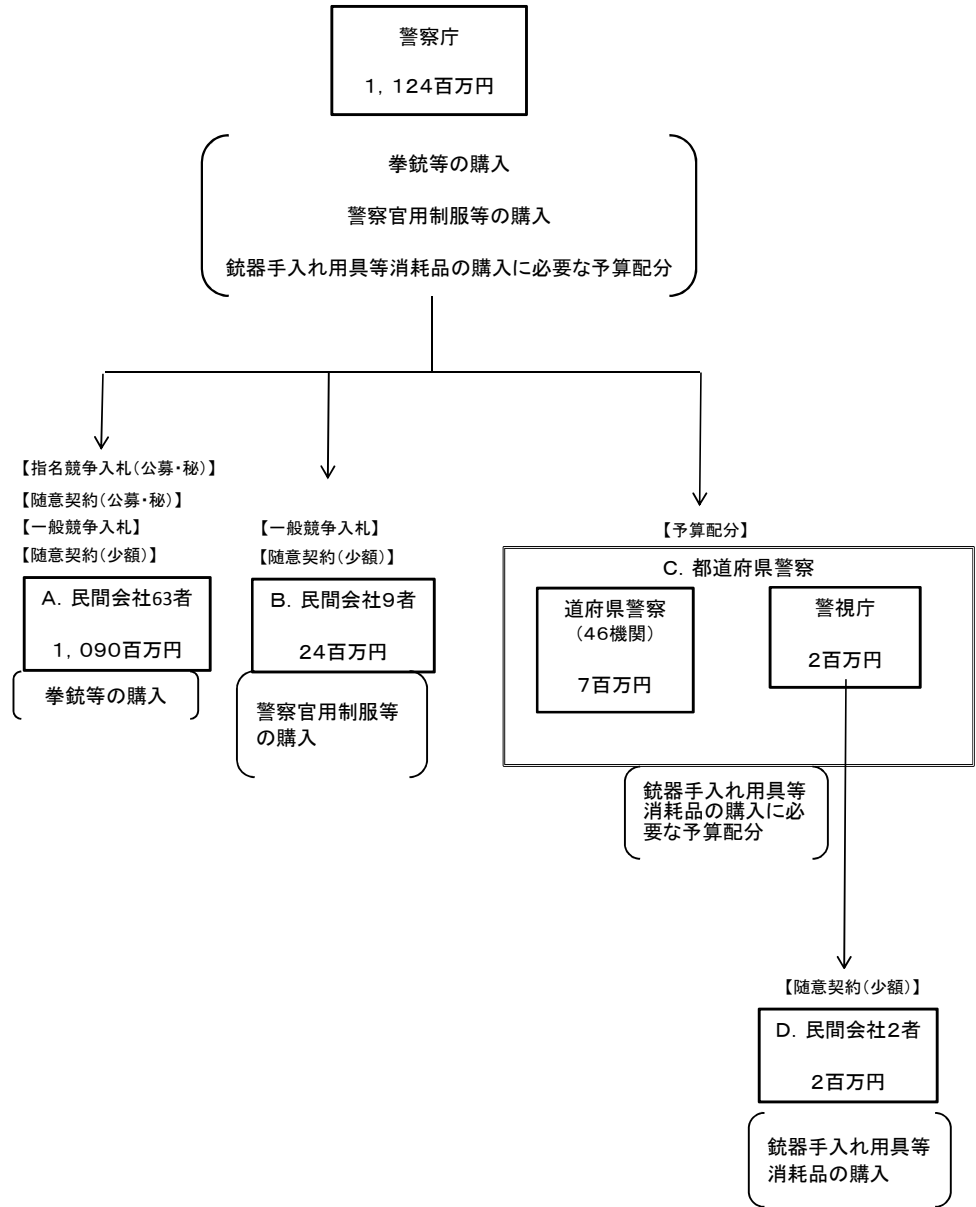 警察庁
１，１２４百万円
拳銃等の購入
警察官用制服等の購入
銃器手入れ用具等消耗品の購入に必要な予算配分
【指名競争入札（公募・秘）】
【随意契約（公募・秘）】
【一般競争入札】
【随意契約（少額）】
Ａ．民間会社63者
１，０９０百万円
拳銃等の購入
【一般競争入札】
【随意契約（少額）】
Ｂ．民間会社９者
２４百万円
警察官用制服等
の購入
【予算配分】
Ｃ．都道府県警察
道府県警察
（４６機関）
７百万円
警視庁
２百万円
銃器手入れ用具等
消耗品の購入に必
要な予算配分
【随意契約（少額）】
Ｄ．民間会社２者
２百万円
銃器手入れ用具等
消耗品の購入